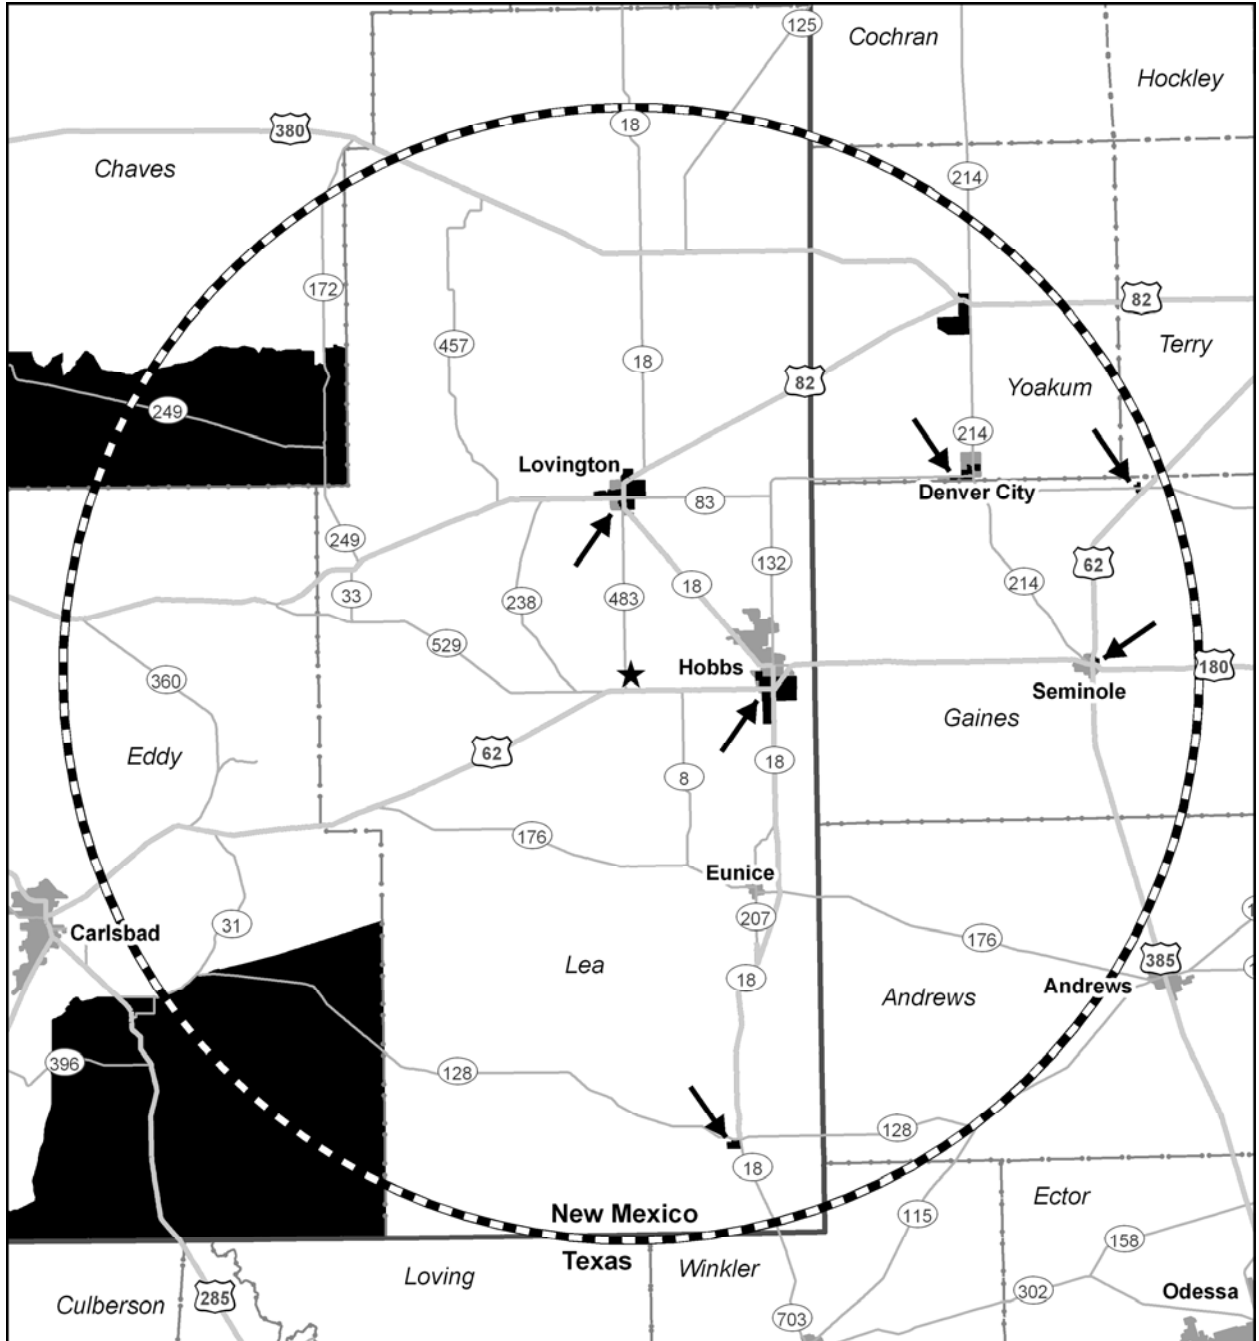 125
Cochran
Hockley
380
18
Chaves
214
172
82
457
18
Terry
82
Yoakum
249
214
Lovington
83
Denver City
249
132
62
33
238
483
18
214
529
Hobbs
360
180
Seminole
Gaines
Eddy
62
18
8
176
Eunice
207
31
Carlsbad
176
Lea
385
18
Andrews
Andrews
396
128
128
18
Ector
New Mexico
115
Texas
158
Winkler
Loving
Culberson
285
302
Odessa
703